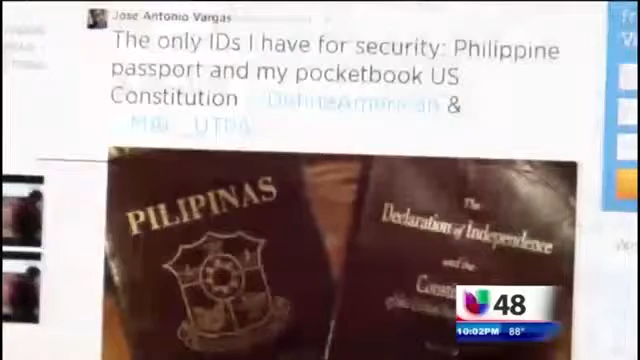 Jose Antonio Vargas
The only IDs I have for security: Philippine
passport and my pocketbook US
Constitution @DefineAmerican &
PILIPINAS
The
Declaration of Independence
and the
48
10:02PM 88°